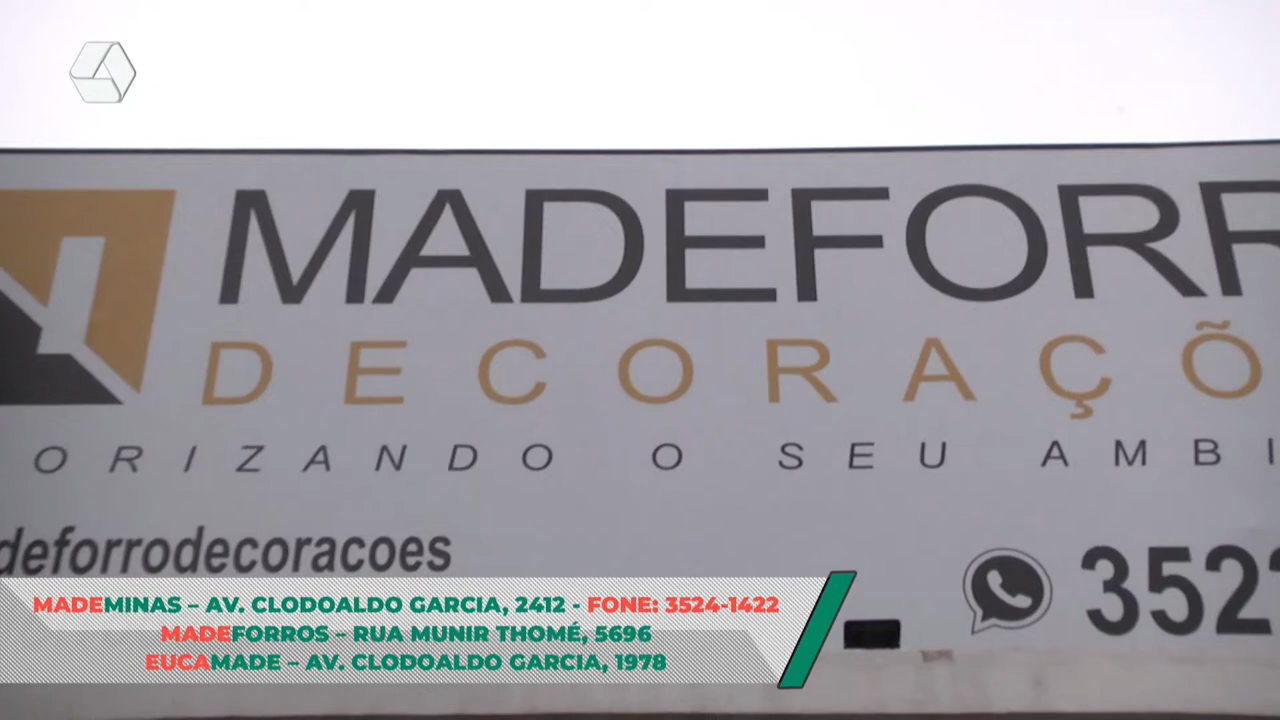 MADEFORR
DECORAÇÕ
ORIZANDO O SEU AMBI
deforrodecoracoes
352
MADEMINAS – AV. CLODOALDO GARCIA, 2412 - FONE: 3524-1422
MADEFORROS – RUA MUNIR THOMÉ, 5696
EUCAMADE – AV. CLODOALDO GARCIA, 1978